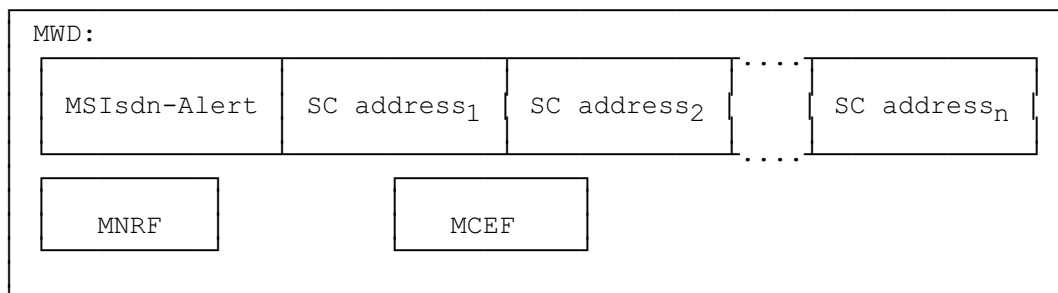 MWD:
....
MSIsdn-Alert SC address1 SC address2 SC addressn
....
MNRF MCEF